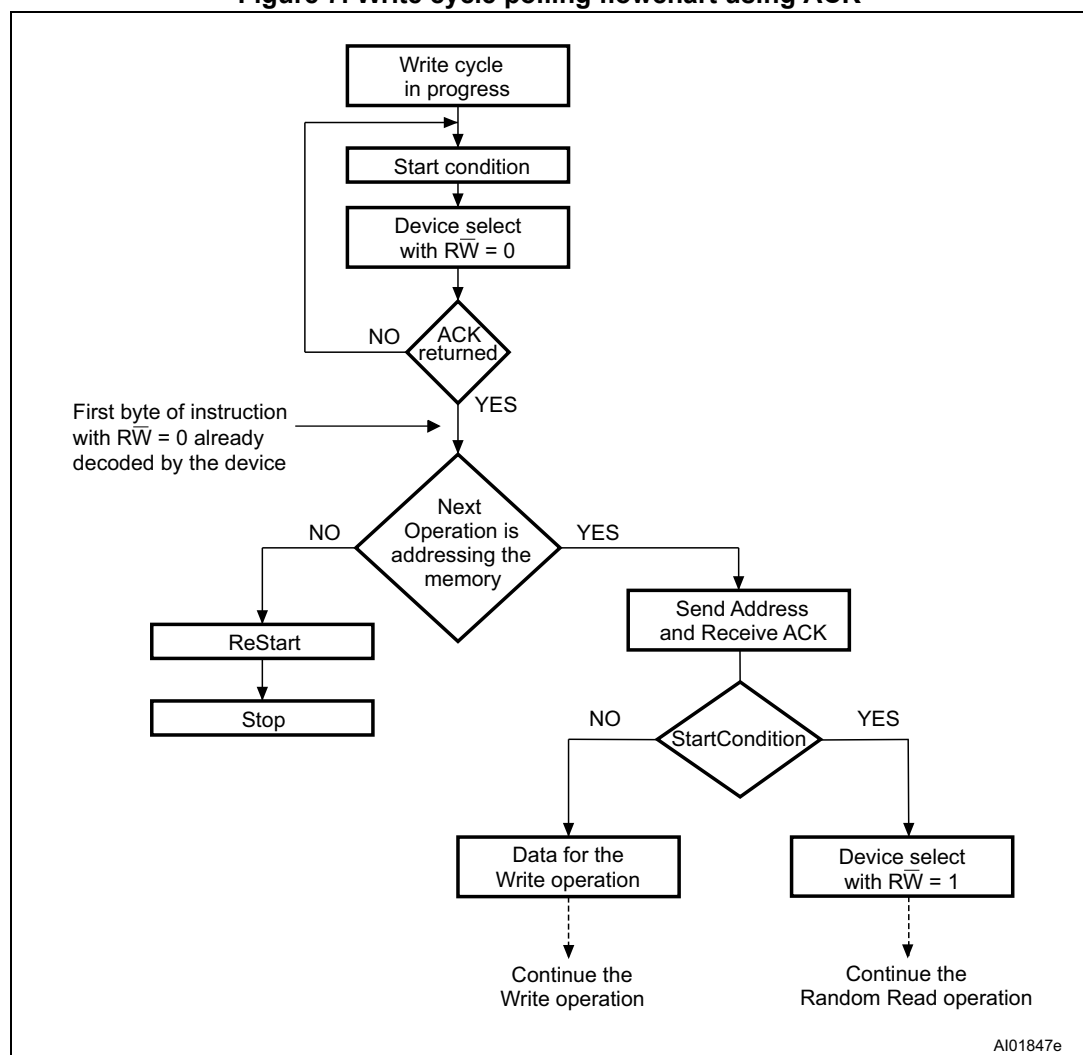 Figure 7. Write cycle polling flowchart using ACK
Write cycle
in progress
Start condition
Device select
with RW̅ = 0
NO
ACK
returned
YES
First byte of instruction
with RW̅ = 0 already
decoded by the device
Next
Operation is
addressing the
memory
NO
YES
ReStart
Stop
Send Address
and Receive ACK
NO
StartCondition
YES
Data for the
Write operation
Device select
with RW̅ = 1
Continue the
Write operation
Continue the
Random Read operation
AI01847e